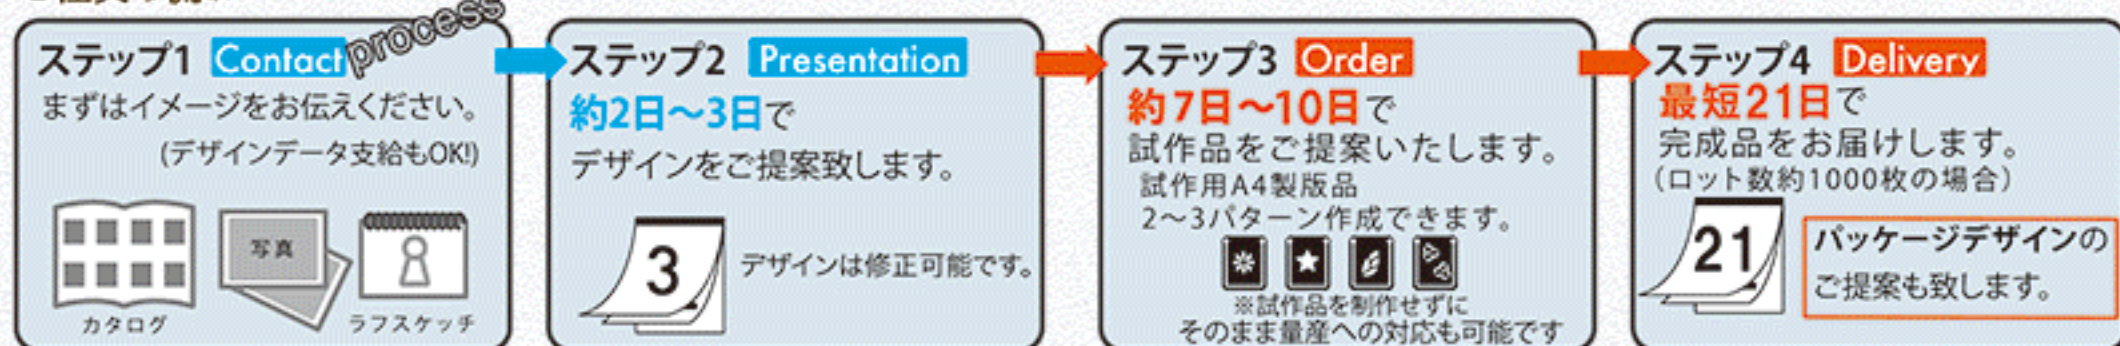 ステップ1 Contact process
まずはイメージをお伝えください。
(デザインデータ支給もOK!)
カタログ
写真
ラフスケッチ
ステップ2 Presentation
約2日～3日で
デザインをご提案致します。
3
デザインは修正可能です。
ステップ3 Order
約7日～10日で
試作品をご提案いたします。
試作用A4製版品
2～3パターン作成できます。
※試作品を制作せずに
そのまま量産への対応も可能です
ステップ4 Delivery
最短21日で
完成品をお届けします。
(ロット数約1000枚の場合)
21
パッケージデザインの
ご提案も致します。